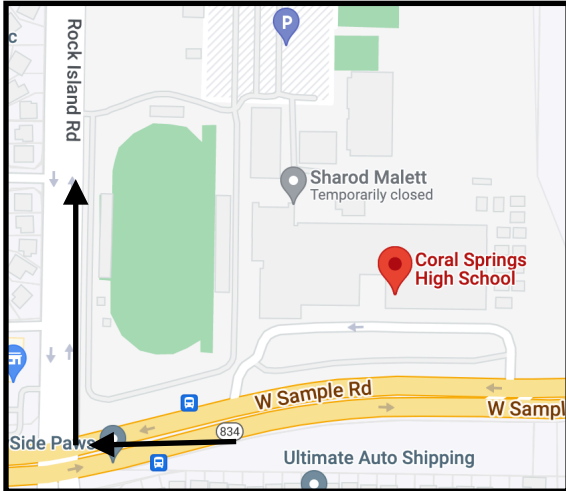 c
Rock Island Rd
P
Sharod Malett
Temporarily closed
Coral Springs
High School
W Sample Rd
W Sampl
834
Side Paws
Ultimate Auto Shipping